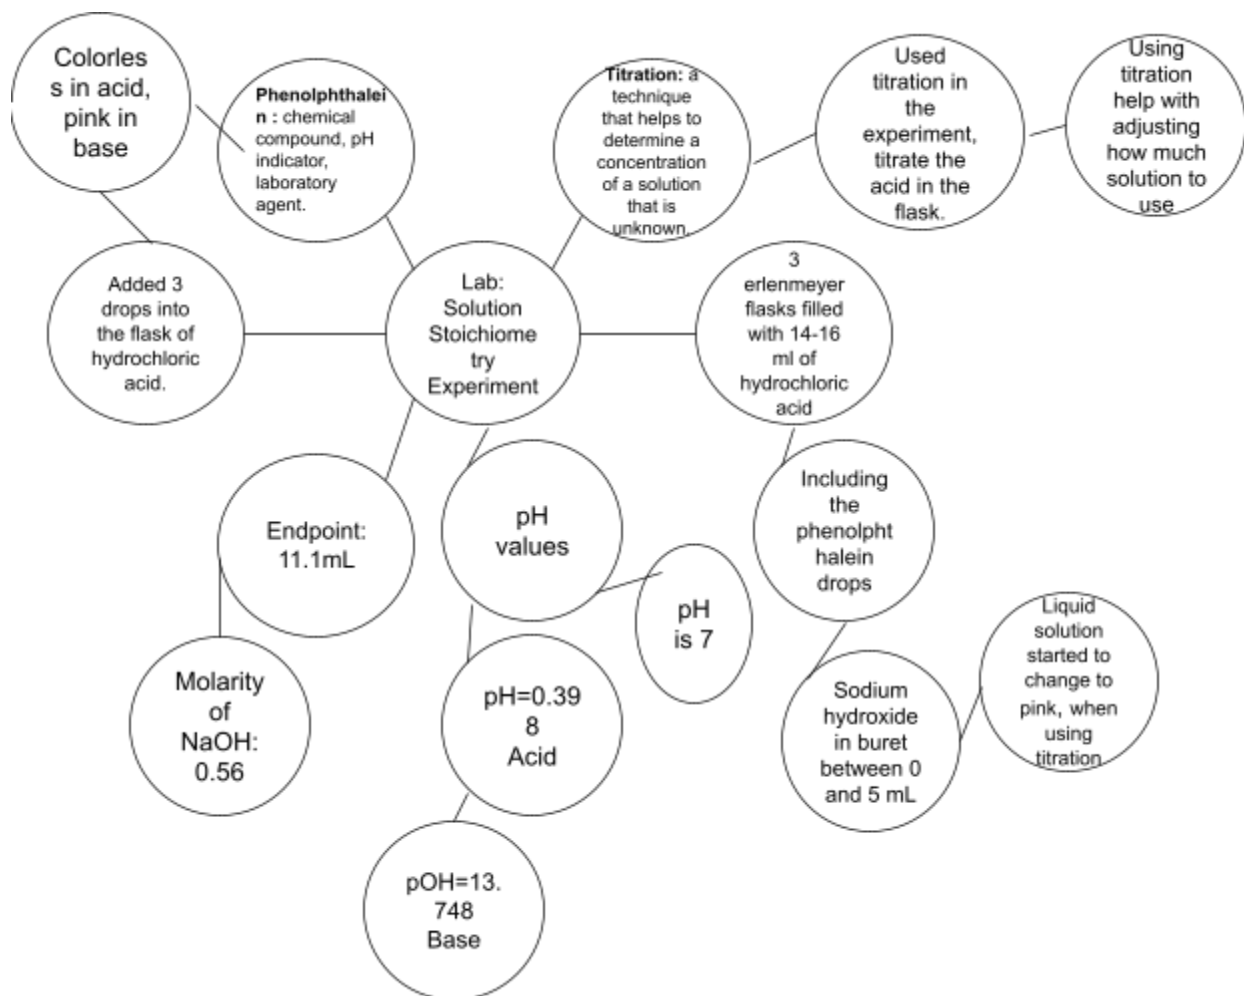 Colorles
s in acid,
pink in
base
Phenolphthalei
n : chemical
compound, pH
indicator,
laboratory
agent.
Titration: a
technique
that helps to
determine a
concentration
of a solution
that is
unknown.
Used
titration in
the
experiment,
titrate the
acid in the
flask.
Using
titration
help with
adjusting
how much
solution to
use
Added 3
drops into
the flask of
hydrochloric
acid.
Lab:
Solution
Stoichiome
try
Experiment
3
erlenmeyer
flasks filled
with 14-16
ml of
hydrochloric
acid
Endpoint:
11.1mL
pH
values
Including
the
phenolpht
halein
drops
pH
is 7
Molarity
of
NaOH:
0.56
pH=0.39
8
Acid
Sodium
hydroxide
in buret
between 0
and 5 mL
Liquid
solution
started to
change to
pink, when
using
titration
pOH=13.
748
Base